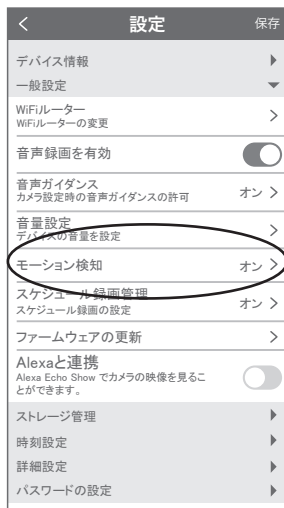 設定
保存
デバイス情報
一般設定
WiFiルーター
WiFiルーターの変更
音声録画を有効
音声ガイダンス
カメラ設定時の音声ガイダンスの許可
オン
音量設定
デバイスの音量を設定
モーション検知
オン
スケジュール録画管理
スケジュール録画の設定
オン
ファームウェアの更新
Alexaと連携
Alexa Echo Show でカメラの映像を見るこ
とができます。
ストレージ管理
時刻設定
詳細設定
パスワードの設定